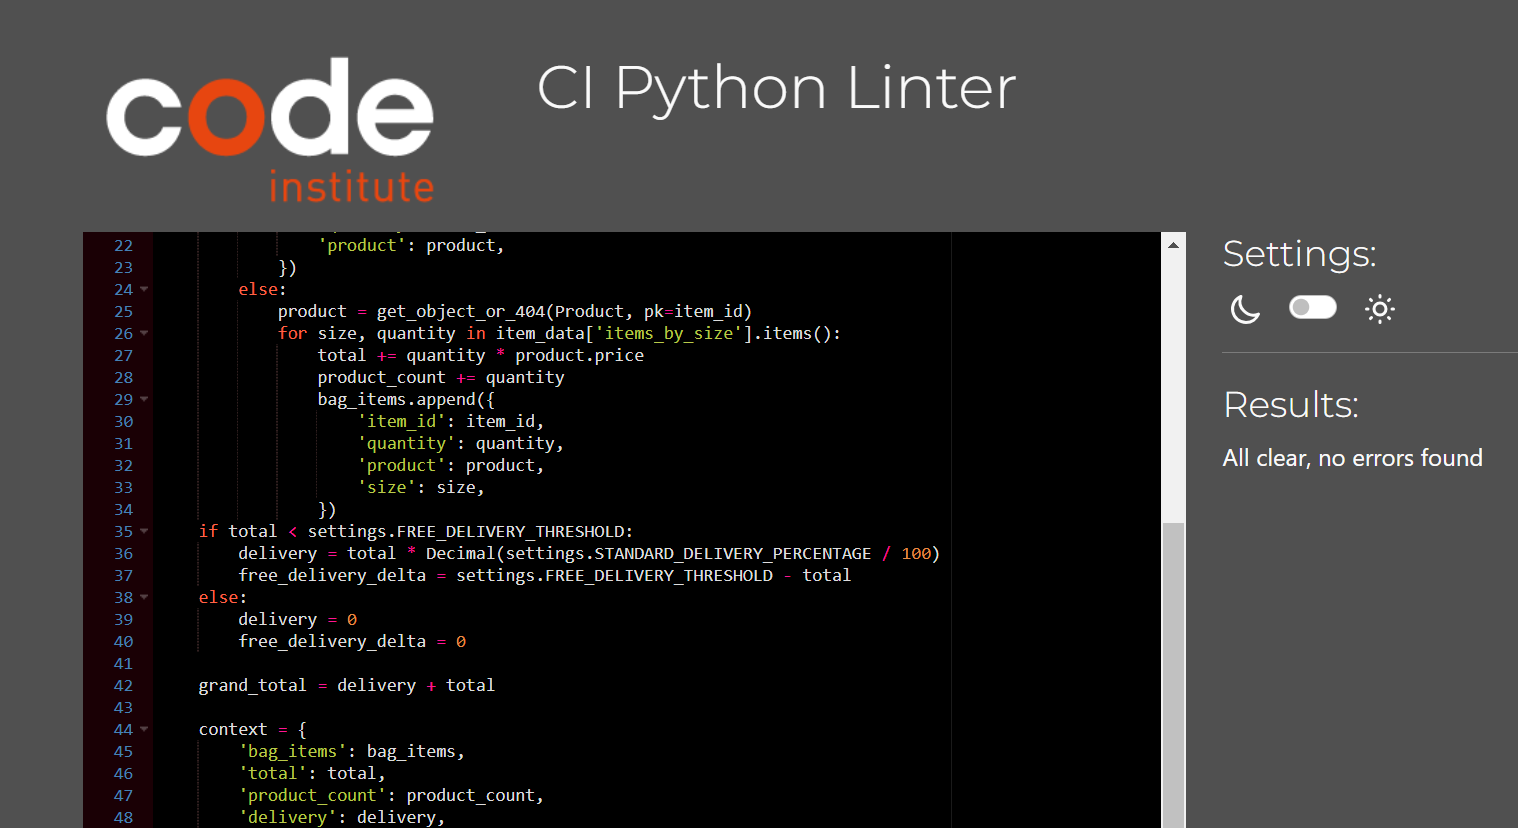 code
institute
CI Python Linter
22 'product': product,
23 })
24 else:
25 product = get_object_or_404(Product, pk=item_id)
26 for size, quantity in item_data['items_by_size'].items():
27 total += quantity * product.price
28 product_count += quantity
29 bag_items.append({
30 'item_id': item_id,
31 'quantity': quantity,
32 'product': product,
33 'size': size,
34 })
35 if total < settings.FREE_DELIVERY_THRESHOLD:
36 delivery = total * Decimal(settings.STANDARD_DELIVERY_PERCENTAGE / 100)
37 free_delivery_delta = settings.FREE_DELIVERY_THRESHOLD - total
38 else:
39 delivery = 0
40 free_delivery_delta = 0
41
42 grand_total = delivery + total
43
44 context = {
45 'bag_items': bag_items,
46 'total': total,
47 'product_count': product_count,
48 'delivery': delivery,
Settings:
Results:
All clear, no errors found